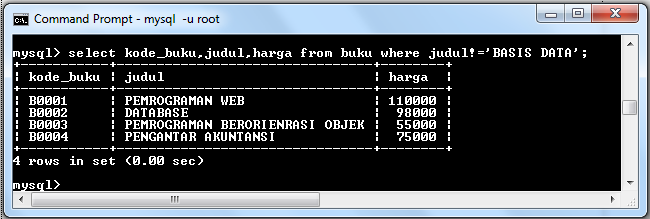 Command Prompt - mysql -u root
mysql> select kode_buku,judul,harga from buku where judul!='BASIS DATA';
+-----------+------------------------------+--------+
| kode_buku | judul | harga |
+-----------+------------------------------+--------+
| B0001 | PEMROGRAMAN WEB | 110000 |
| B0002 | DATABASE | 98000 |
| B0003 | PEMROGRAMAN BERORIENRASI OBJEK | 55000 |
| B0004 | PENGANTAR AKUNTANSI | 75000 |
+-----------+------------------------------+--------+
4 rows in set (0.00 sec)
mysql>